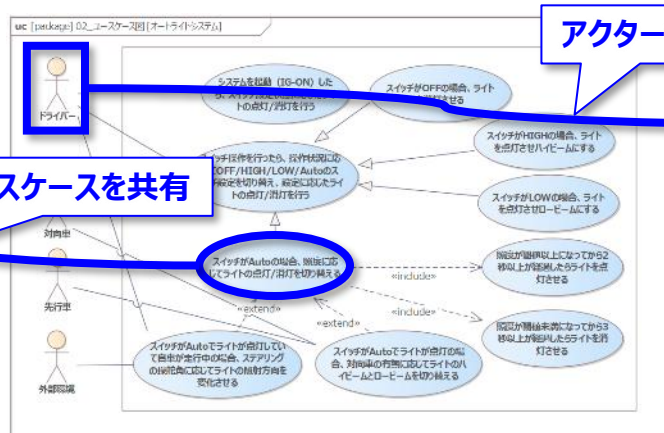 uc [package] 02_ユースケース図 [オートライトシステム]
アクター
ドライバー
システムを起動（IG-ON）した
トの点灯/消灯を行う
スイッチがOFFの場合、ライト
スイッチがHIGHの場合、ライト
を点灯させハイビームにする
スイッチ操作を行ったら、操作状況に応
OFF/HIGH/LOW/Autoのス
設定を切り替え、設定に応じたライ
トの点灯/消灯を行う
スケースを共有
スイッチがLOWの場合、ライト
を点灯させロービームにする
対向車
スイッチがAutoの場合、照度に応
じてライトの点灯/消灯を切り替える
照度が閾値以上になってから2
秒以上が経過したらライトを点
灯させる
«include»
先行車
«extend»
«include»
«extend»
照度が閾値未満になってから3
秒以上が経過したらライトを消
灯させる
スイッチがAutoでライトが点灯してい
て自車が走行中の場合、ステアリング
の操舵角に応じてライトの照射方向を
変化させる
スイッチがAutoでライトが点灯の場
合、対向車の有無に応じてライトのハ
イビームとロービームを切り替える
外部環境